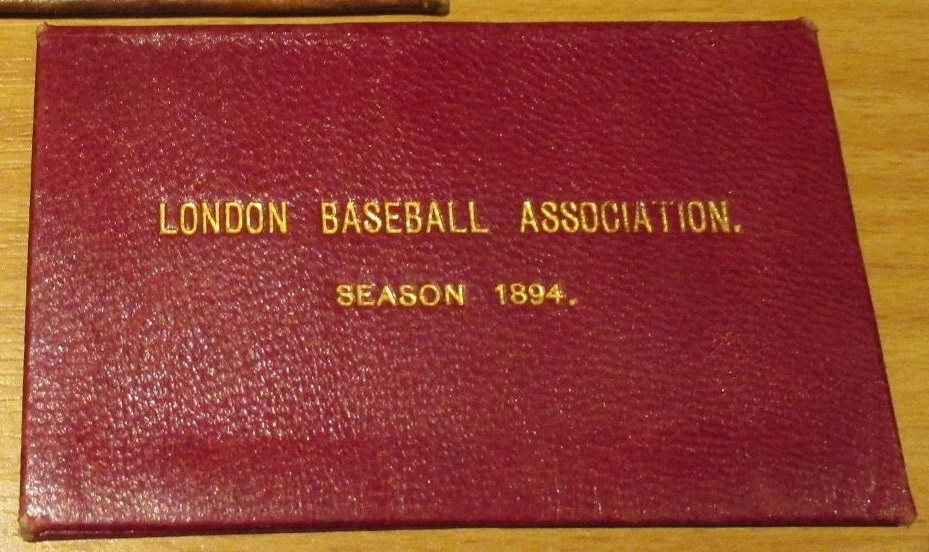 LONDON BASEBALL ASSOCIATION.
SEASON 1894.